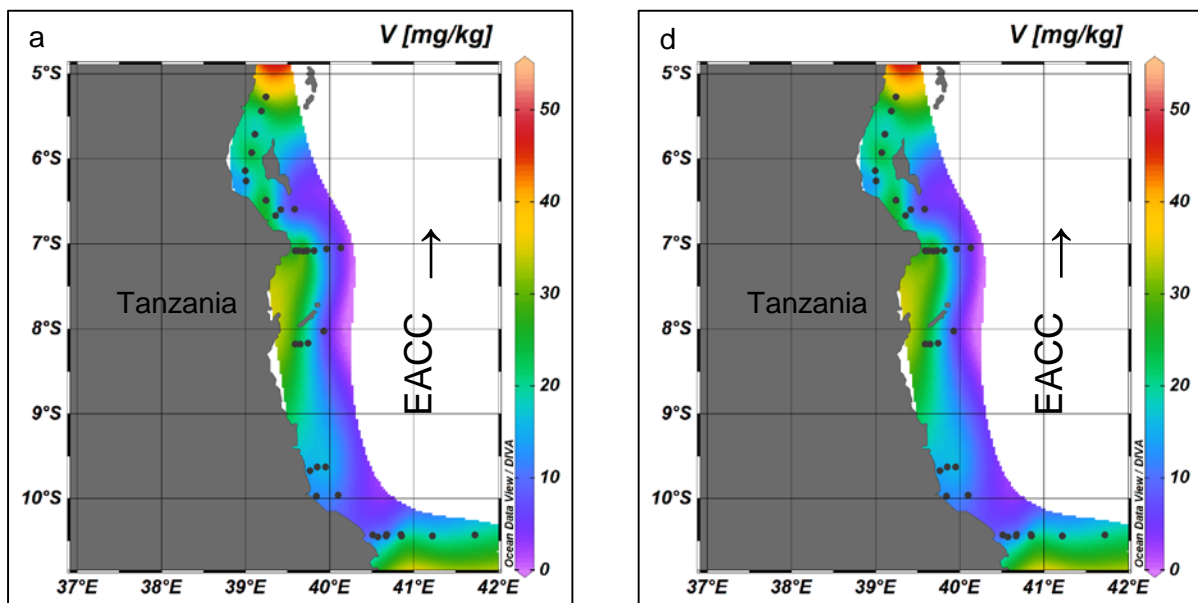 a
V [mg/kg]
5°S
6°S
7°S
8°S
9°S
10°S
Tanzania
EACC →
50
40
30
20
10
0
Ocean Data View / DIVA
37°E 38°E 39°E 40°E 41°E 42°E
d
V [mg/kg]
5°S
6°S
7°S
8°S
9°S
10°S
Tanzania
EACC →
50
40
30
20
10
0
Ocean Data View / DIVA
37°E 38°E 39°E 40°E 41°E 42°E